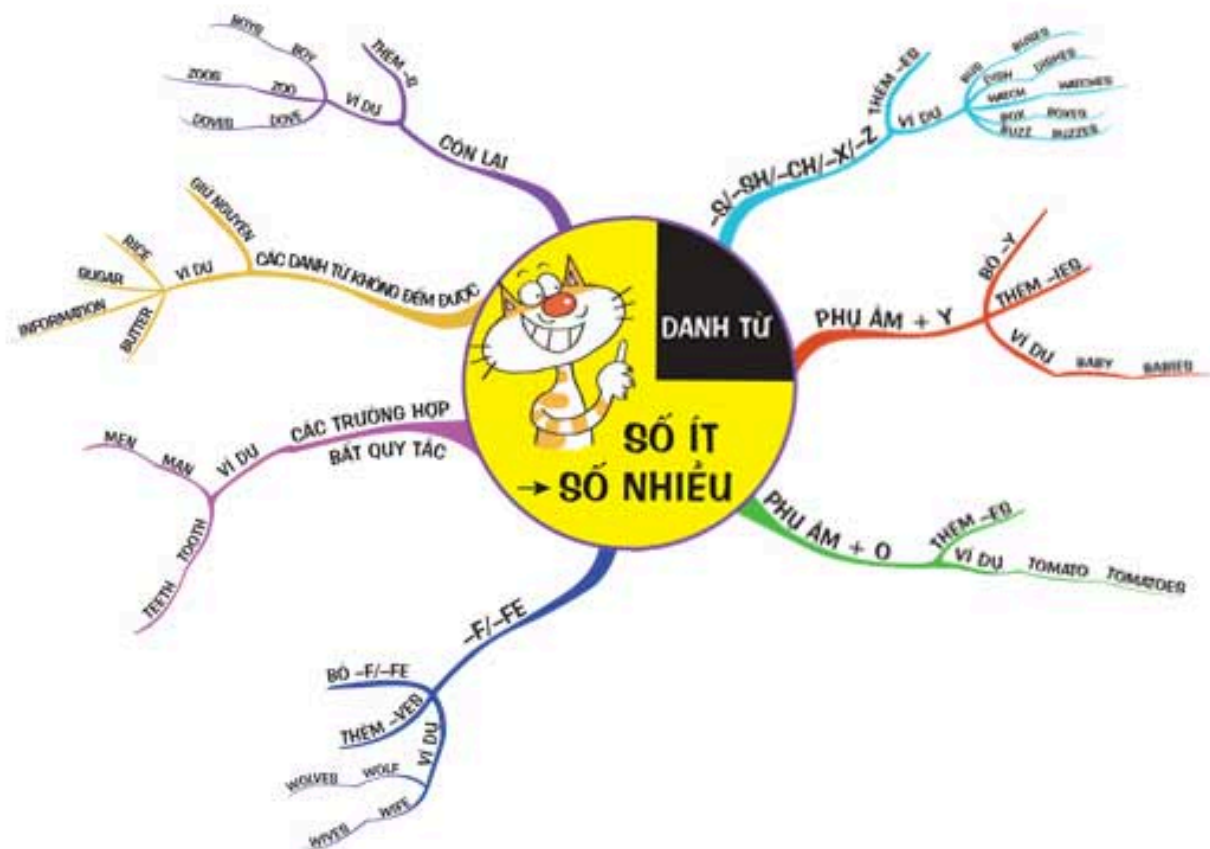 DANH TỪ
SỐ ÍT
→ SỐ NHIỀU
-S/-SH/-CH/-X/-Z
THÊM -ES
VÍ DỤ
BUS BUSES
DISH DISHES
WATCH WATCHES
BOX BOXES
BUZZ BUZZES
PHỤ ÂM + Y
BỎ -Y
THÊM -IES
VÍ DỤ
BABY BABIES
PHỤ ÂM + O
THÊM -ES
VÍ DỤ TOMATO TOMATOES
-F/-FE
BỎ -F/-FE
THÊM -VES
VÍ DỤ
WOLVES WOLF
WIVES WIFE
CÁC TRƯỜNG HỢP
BẤT QUY TẮC
VÍ DỤ
MEN MAN
TEETH TOOTH
CÁC DANH TỪ KHÔNG ĐẾM ĐƯỢC
GIỮ NGUYÊN
VÍ DỤ
RICE
SUGAR
INFORMATION
BUTTER
CÒN LẠI
THÊM -S
VÍ DỤ
BOYS BOY
ZOOS ZOO
DOVES DOVE